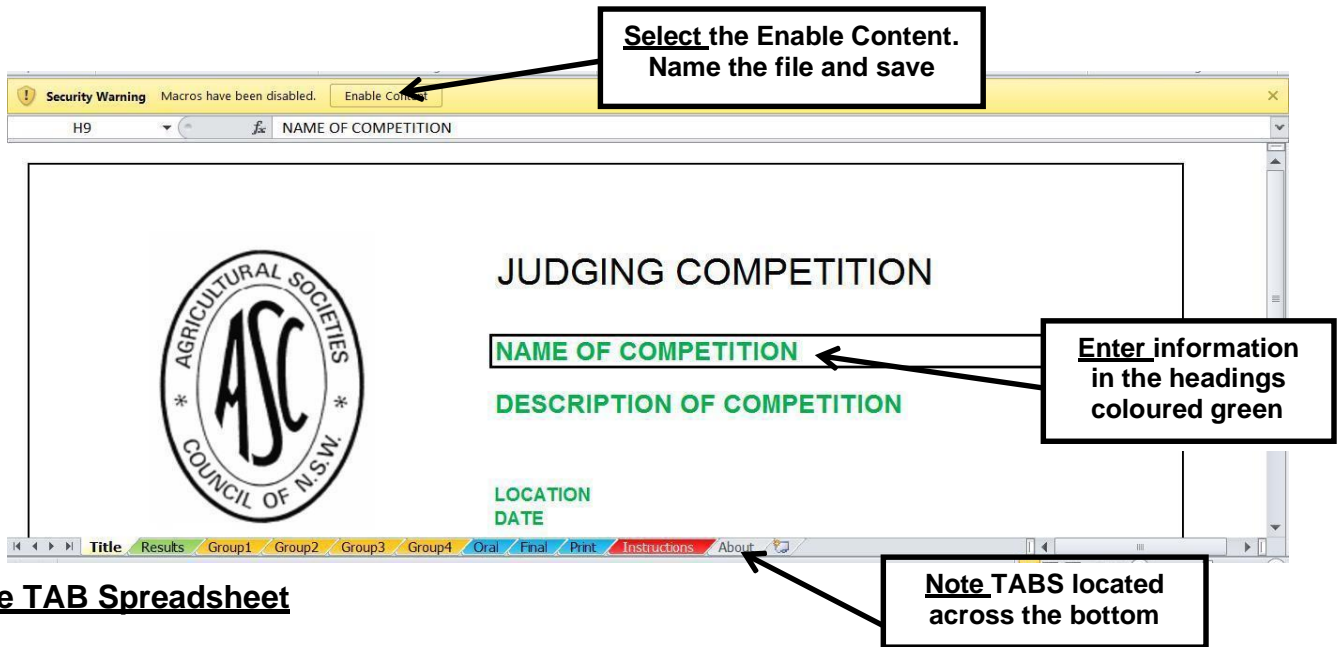 Select the Enable Content.
Name the file and save
Security Warning Macros have been disabled. Enable Content
H9 fx NAME OF COMPETITION
AGRICULTURAL SOCIETIES
COUNCIL OF N.S.W.
ASC
JUDGING COMPETITION
NAME OF COMPETITION
DESCRIPTION OF COMPETITION
LOCATION
DATE
Enter information
in the headings
coloured green
Title Results Group1 Group2 Group3 Group4 Oral Final Print Instructions About
Note TABS located
across the bottom
e TAB Spreadsheet